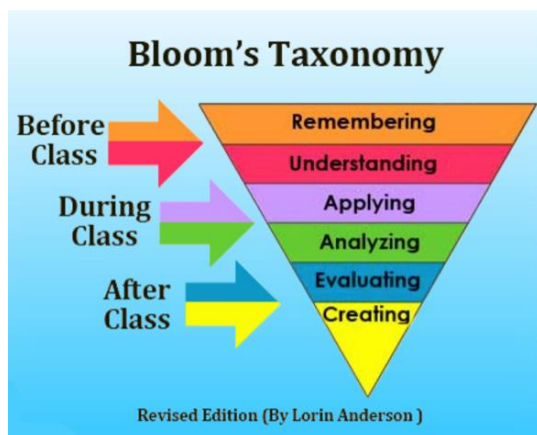 Bloom's Taxonomy
Before
Class
During
Class
After
Class
Remembering
Understanding
Applying
Analyzing
Evaluating
Creating
Revised Edition (By Lorin Anderson )